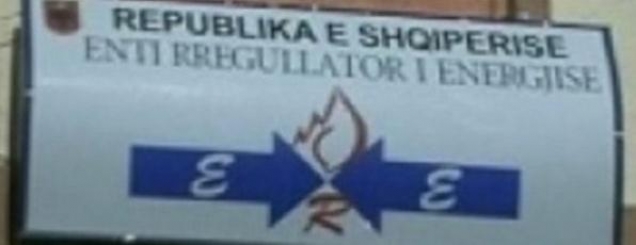 REPUBLIKA E SHQIPERISE
ENTI RREGULLATOR I ENERGJISE
E R E